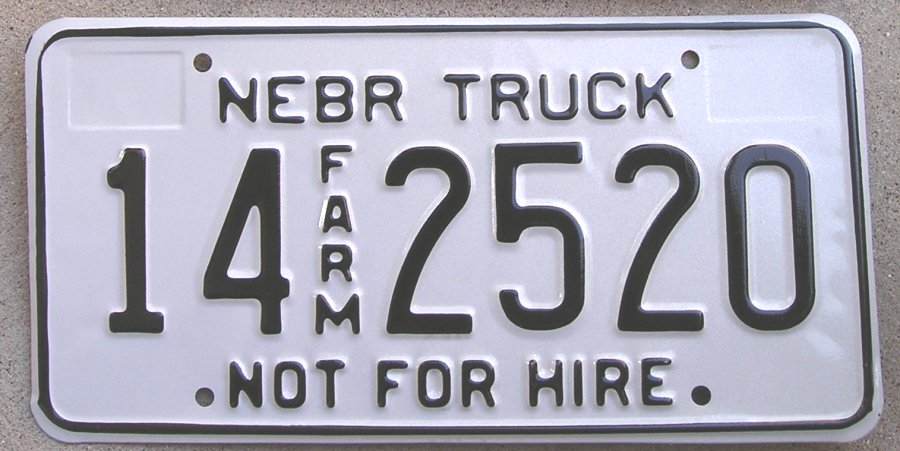 NEBR TRUCK
14 FARM 2520
NOT FOR HIRE